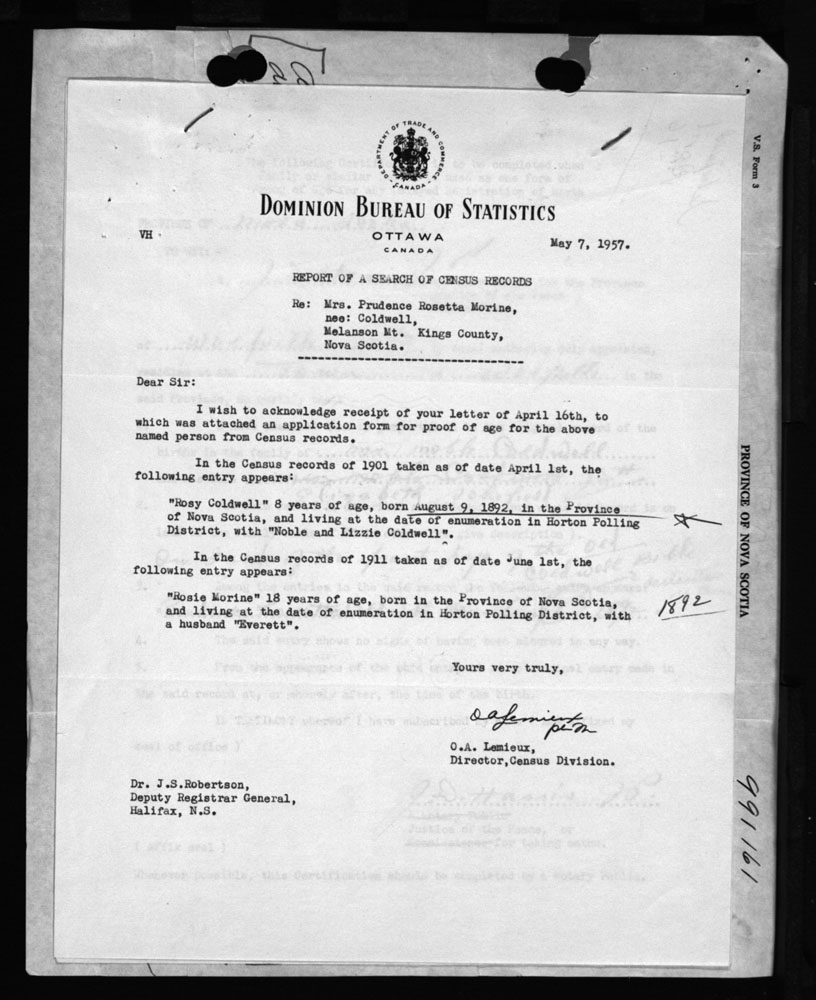 DEPARTMENT OF TRADE AND COMMERCE
CANADA
DOMINION BUREAU OF STATISTICS
VH.
OTTAWA
CANADA
May 7, 1957.
REPORT OF A SEARCH OF CENSUS RECORDS
Re: Mrs. Prudence Rosetta Morine,
nee: Coldwell,
Melanson Mt. Kings County,
Nova Scotia.
Dear Sir:
I wish to acknowledge receipt of your letter of April 16th, to
which was attached an application form for proof of age for the above
named person from Census records.
In the Census records of 1901 taken as of date April 1st, the
following entry appears:
"Rosy Coldwell" 8 years of age, born August 9, 1892, in the Province
of Nova Scotia, and living at the date of enumeration in Horton Polling
District, with "Noble and Lizzie Coldwell".
In the Census records of 1911 taken as of date June 1st, the
following entry appears:
"Rosie Morine" 18 years of age, born in the Province of Nova Scotia,
and living at the date of enumeration in Horton Polling District, with
a husband "Everett".
1892
Yours very truly,
O A Lemieux
per m
O.A. Lemieux,
Director,Census Division.
Dr. J.S.Robertson,
Deputy Registrar General,
Halifax, N.S.
V.S. Form 3
PROVINCE OF NOVA SCOTIA
991161